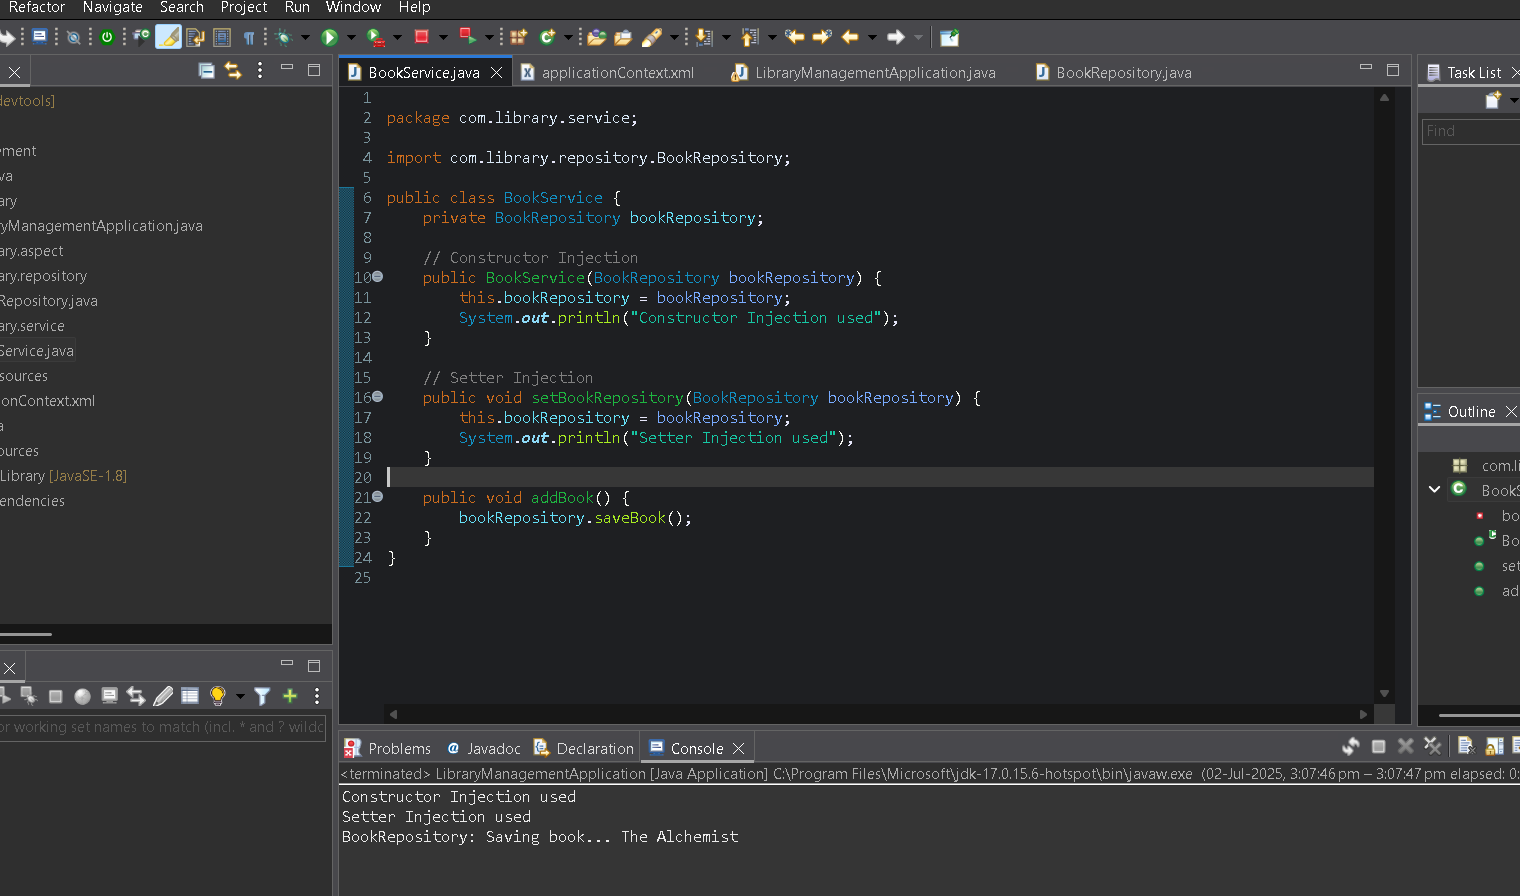 Refactor Navigate Search Project Run Window Help
devtools]
ement
va
ary
ryManagementApplication.java
ary.aspect
ary.repository
Repository.java
ary.service
Service.java
sources
onContext.xml
a
ources
Library [JavaSE-1.8]
endencies
or working set names to match (incl. * and ? wildc
BookService.java applicationContext.xml LibraryManagementApplication.java BookRepository.java
1
2 package com.library.service;
3
4 import com.library.repository.BookRepository;
5
6 public class BookService {
7 private BookRepository bookRepository;
8
9 // Constructor Injection
10 public BookService(BookRepository bookRepository) {
11 this.bookRepository = bookRepository;
12 System.out.println("Constructor Injection used");
13 }
14
15 // Setter Injection
16 public void setBookRepository(BookRepository bookRepository) {
17 this.bookRepository = bookRepository;
18 System.out.println("Setter Injection used");
19 }
20
21 public void addBook() {
22 bookRepository.saveBook();
23 }
24 }
25
Task List
Find
Outline
com.li
BookS
bo
Bo
set
ad
Problems Javadoc Declaration Console
<terminated> LibraryManagementApplication [Java Application] C:\Program Files\Microsoft\jdk-17.0.15.6-hotspot\bin\javaw.exe (02-Jul-2025, 3:07:46 pm – 3:07:47 pm elapsed: 0:
Constructor Injection used
Setter Injection used
BookRepository: Saving book... The Alchemist